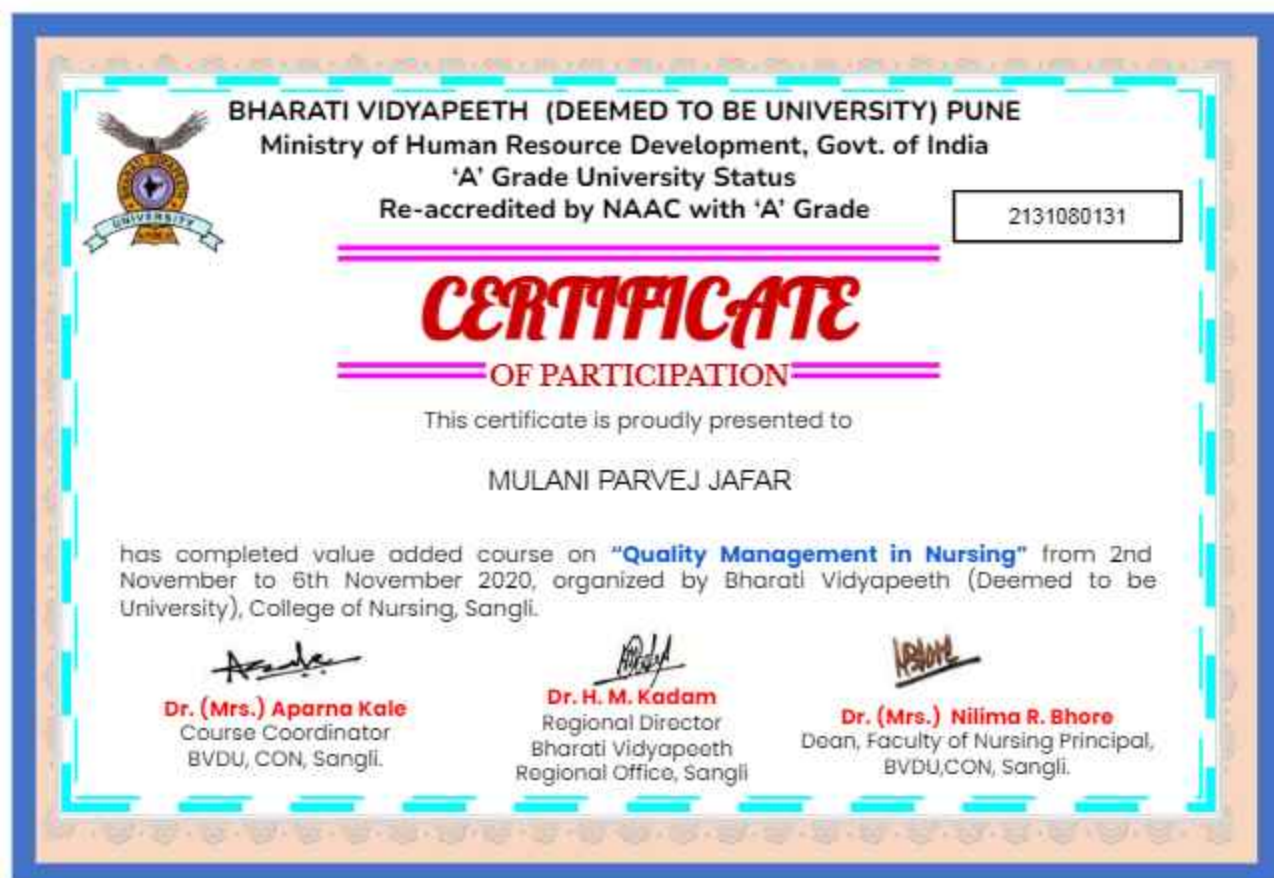 BHARATI VIDYAPEETH (DEEMED TO BE UNIVERSITY) PUNE
Ministry of Human Resource Development, Govt. of India
‘A’ Grade University Status
Re-accredited by NAAC with ‘A’ Grade
2131080131
BHARATI VIDYAPEETH
UNIVERSITY
CERTIFICATE
OF PARTICIPATION
This certificate is proudly presented to
MULANI PARVEJ JAFAR
has completed value added course on “Quality Management in Nursing” from 2nd
November to 6th November 2020, organized by Bharati Vidyapeeth (Deemed to be
University), College of Nursing, Sangli.
Dr. (Mrs.) Aparna Kale
Course Coordinator
BVDU, CON, Sangli.
Dr. H. M. Kadam
Regional Director
Bharati Vidyapeeth
Regional Office, Sangli
Dr. (Mrs.) Nilima R. Bhore
Dean, Faculty of Nursing Principal,
BVDU,CON, Sangli.